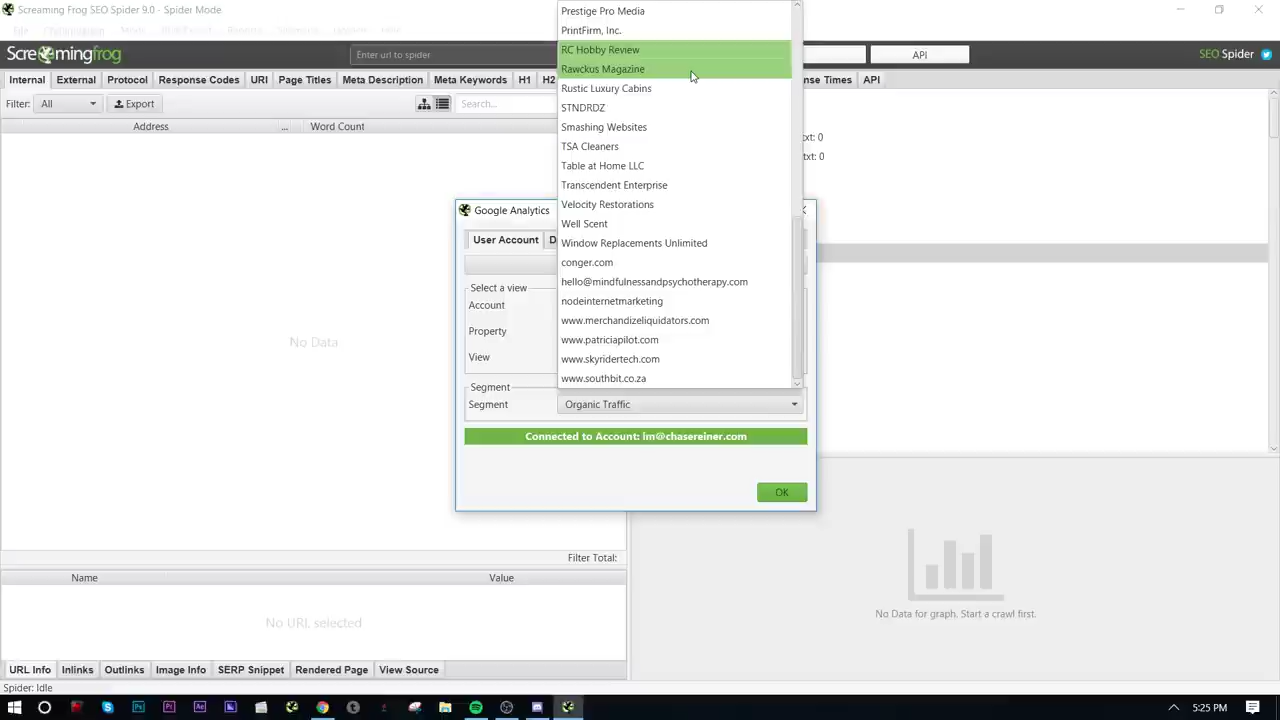 Screaming Frog SEO Spider 9.0 - Spider Mode
Screamingfrog
Enter url to spider
API
SEO Spider
Internal External Protocol Response Codes URI Page Titles Meta Description Meta Keywords H1 H2
nse Times API
Filter: All Export Search...
Address ... Word Count
No Data
txt: 0
txt: 0
Prestige Pro Media
PrintFirm, Inc.
RC Hobby Review
Rawckus Magazine
Rustic Luxury Cabins
STNDRDZ
Smashing Websites
TSA Cleaners
Table at Home LLC
Transcendent Enterprise
Velocity Restorations
Well Scent
Window Replacements Unlimited
conger.com
hello@mindfulnessandpsychotherapy.com
nodeinternetmarketing
www.merchandizeliquidators.com
www.patriciapilot.com
www.skyridertech.com
www.southbit.co.za
Google Analytics
User Account D
Select a view
Account
Property
View
Segment
Segment Organic Traffic
Connected to Account: im@chasereiner.com
OK
Filter Total:
Name Value
No URL selected
No Data for graph. Start a crawl first.
URL Info Inlinks Outlinks Image Info SERP Snippet Rendered Page View Source
Spider: Idle
5:25 PM